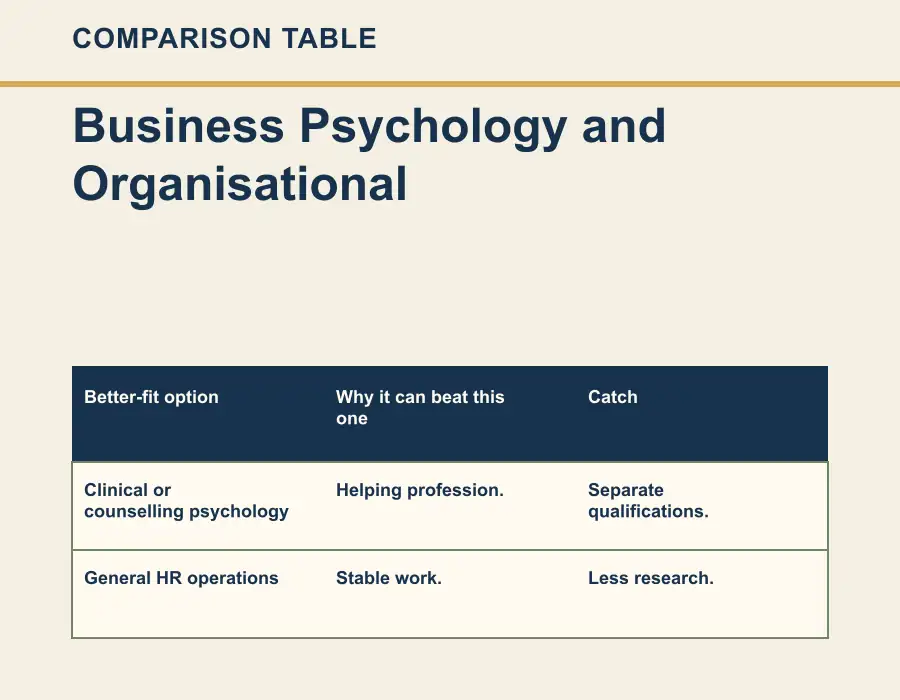 COMPARISON TABLE
Business Psychology and
Organisational
Better-fit option
Why it can beat this
one
Catch
Clinical or
counselling psychology
Helping profession.
Separate
qualifications.
General HR operations
Stable work.
Less research.